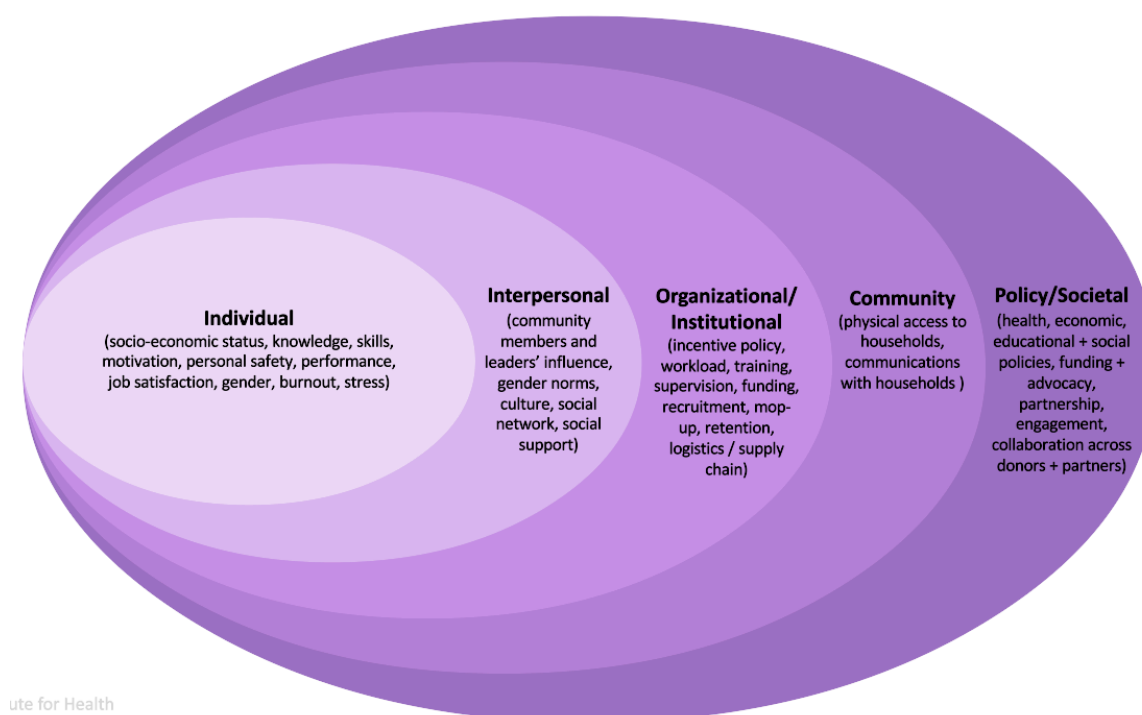 Individual
(socio-economic status, knowledge, skills,
motivation, personal safety, performance,
job satisfaction, gender, burnout, stress)
Interpersonal
(community
members and
leaders' influence,
gender norms,
culture, social
network, social
support)
Organizational/
Institutional
(incentive policy,
workload, training,
supervision, funding,
recruitment, mop-
up, retention,
logistics / supply
chain)
Community
(physical access to
households,
communications
with households )
Policy/Societal
(health, economic,
educational + social
policies, funding +
advocacy,
partnership,
engagement,
collaboration across
donors + partners)
ute for Health